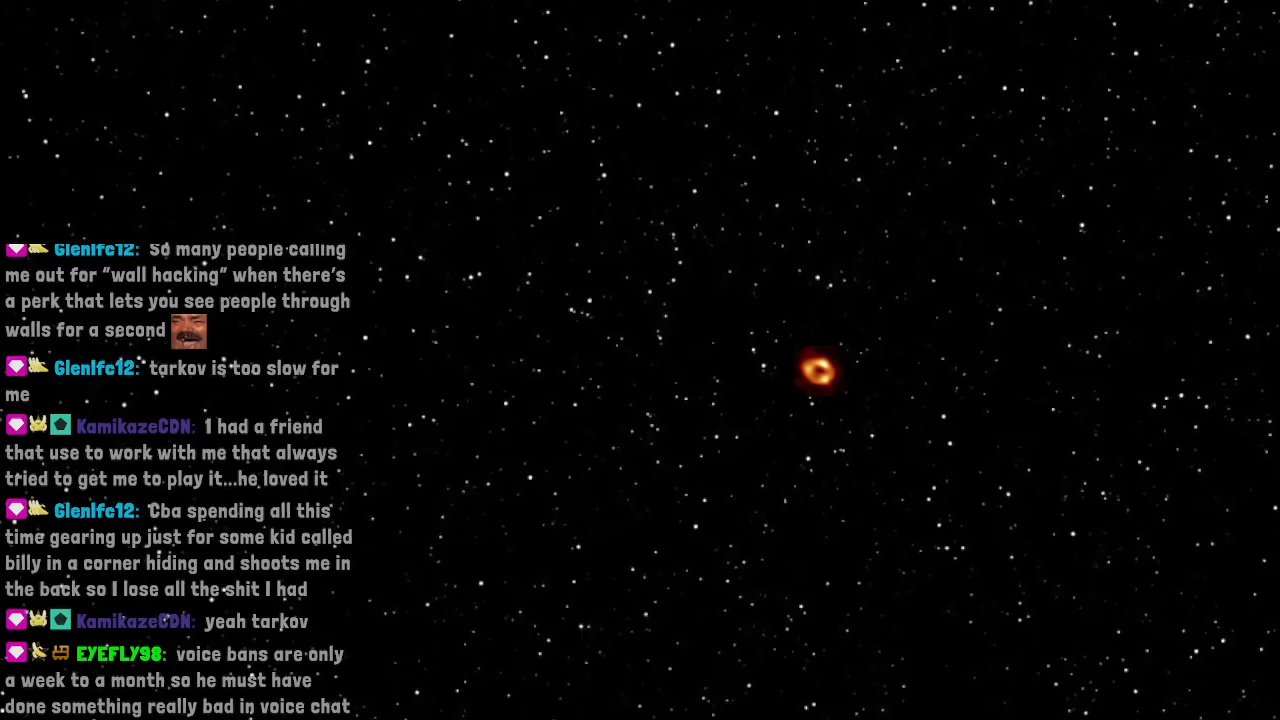 Glenlfc12: So many people calling
me out for “wall hacking” when there's
a perk that lets you see people through
walls for a second
Glenlfc12: tarkov is too slow for
me
KamikazeCDN: I had a friend
that use to work with me that always
tried to get me to play it...he loved it
Glenlfc12: Cba spending all this
time gearing up just for some kid called
billy in a corner hiding and shoots me in
the back so I lose all the shit I had
KamikazeCDN: yeah tarkov
EYEFLY98: voice bans are only
a week to a month so he must have
done something really bad in voice chat